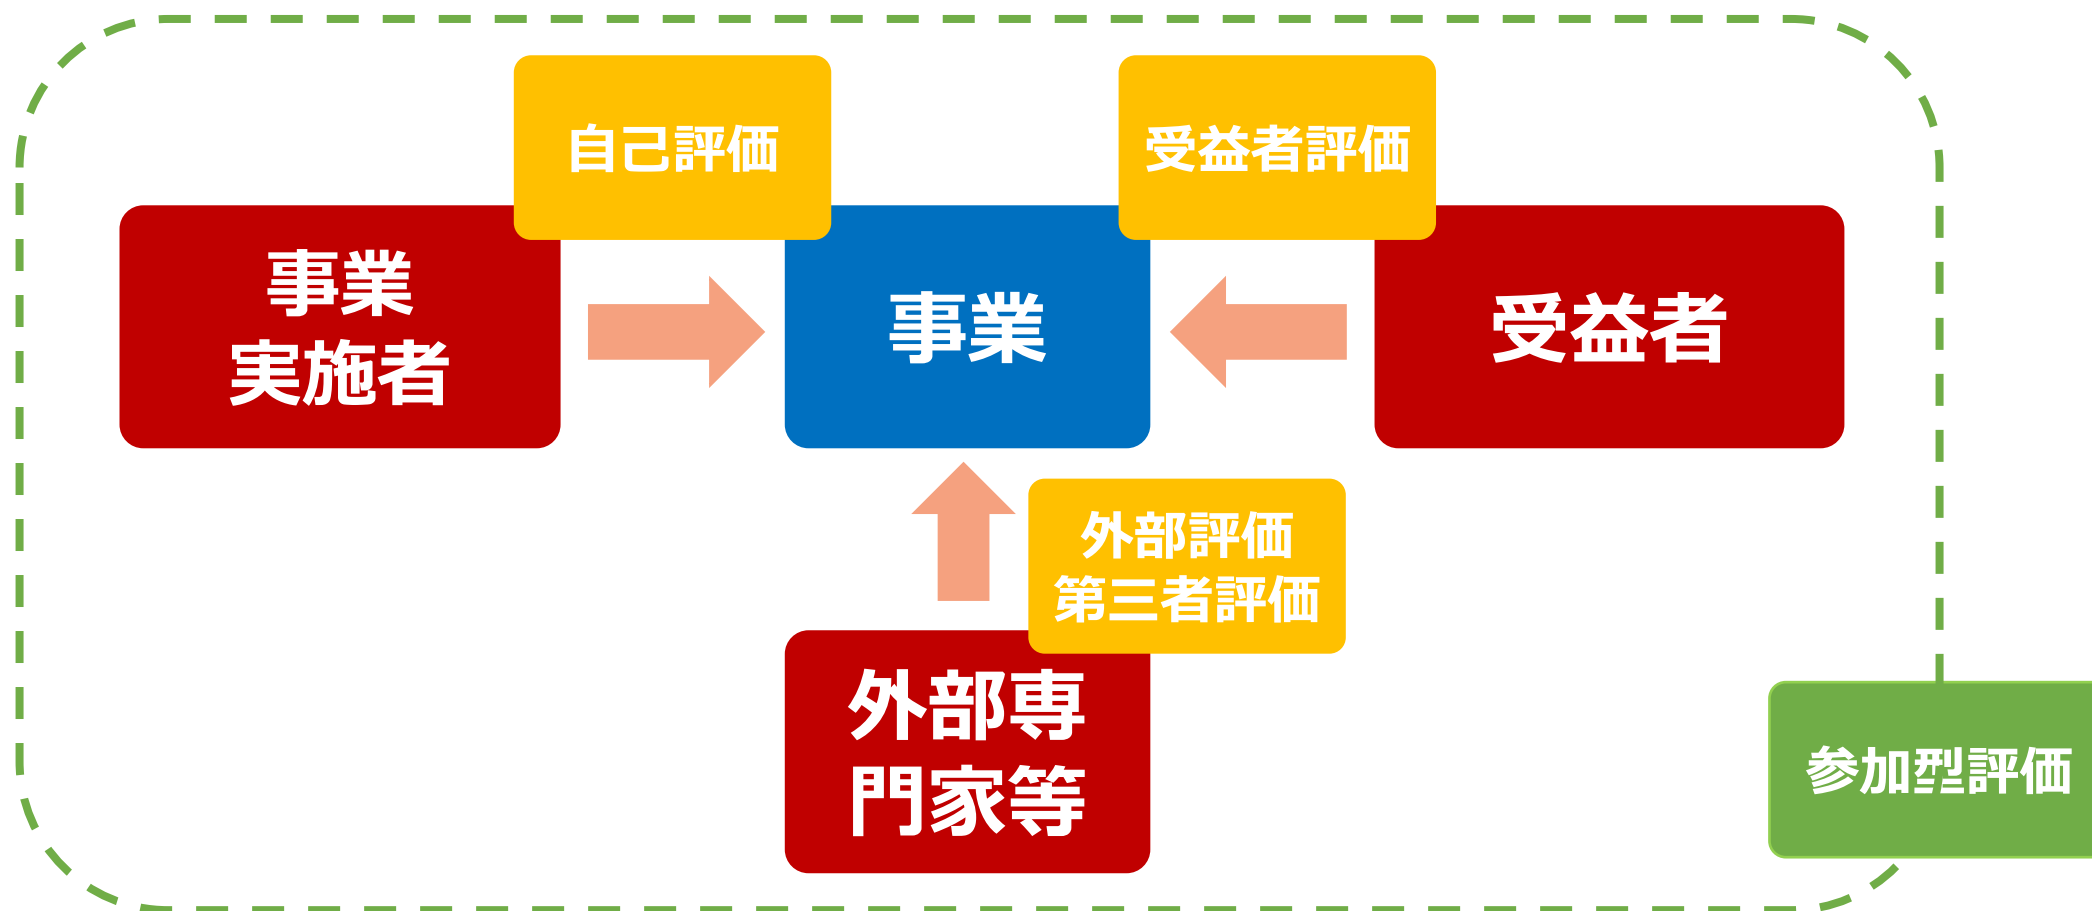 自己評価
受益者評価
事業
実施者
事業
受益者
外部評価
第三者評価
外部専
門家等
参加型評価